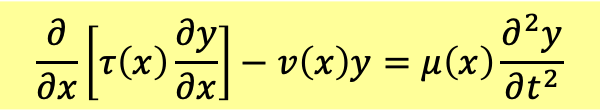 ∂/∂x [τ(x) ∂y/∂x] − v(x)y = μ(x) ∂²y/∂t²